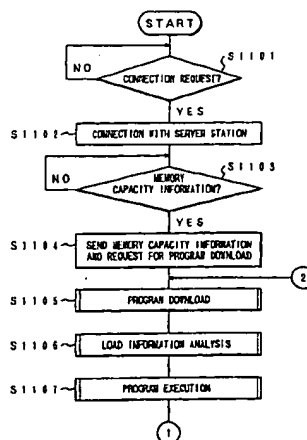 START
S1101
NO
CONNECTION REQUEST?
YES
S1102
CONNECTION WITH SERVER STATION
S1103
NO
MEMORY
CAPACITY INFORMATION?
YES
S1104
SEND MEMORY CAPACITY INFORMATION
AND REQUEST FOR PROGRAM DOWNLOAD
2
S1105
PROGRAM DOWNLOAD
S1106
LOAD INFORMATION ANALYSIS
S1107
PROGRAM EXECUTION
1